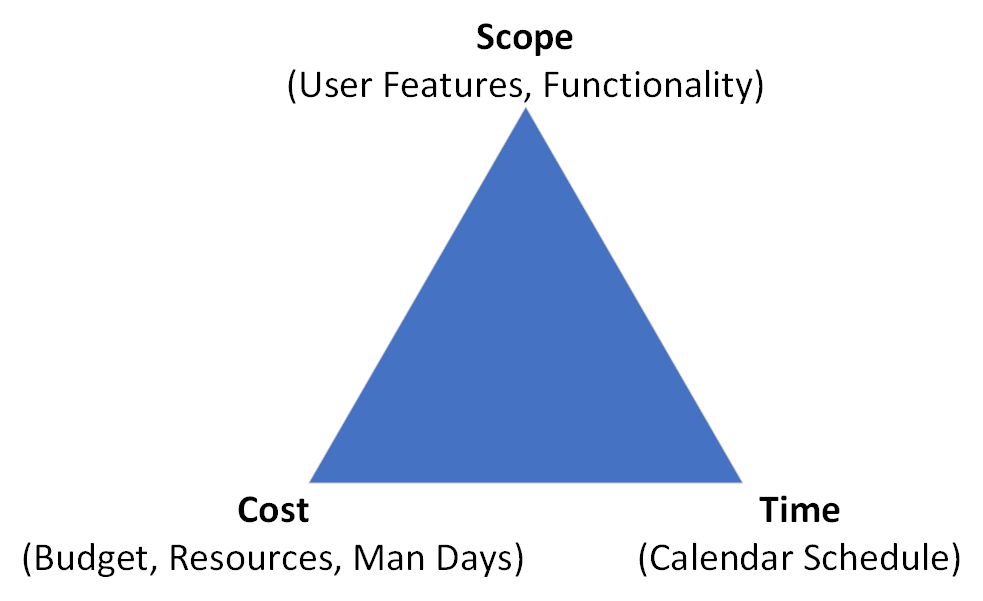 Scope
(User Features, Functionality)
Cost
(Budget, Resources, Man Days)
Time
(Calendar Schedule)